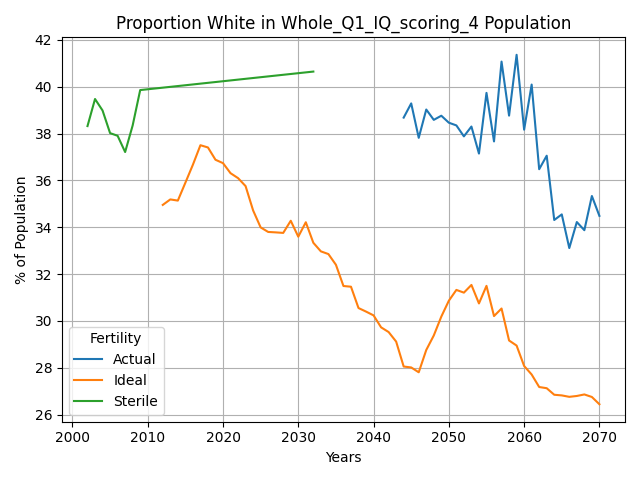 Proportion White in Whole_Q1_IQ_scoring_4 Population
% of Population
42
40
38
36
34
32
30
28
26
Fertility
Actual
Ideal
Sterile
2000 2010 2020 2030 2040 2050 2060 2070
Years